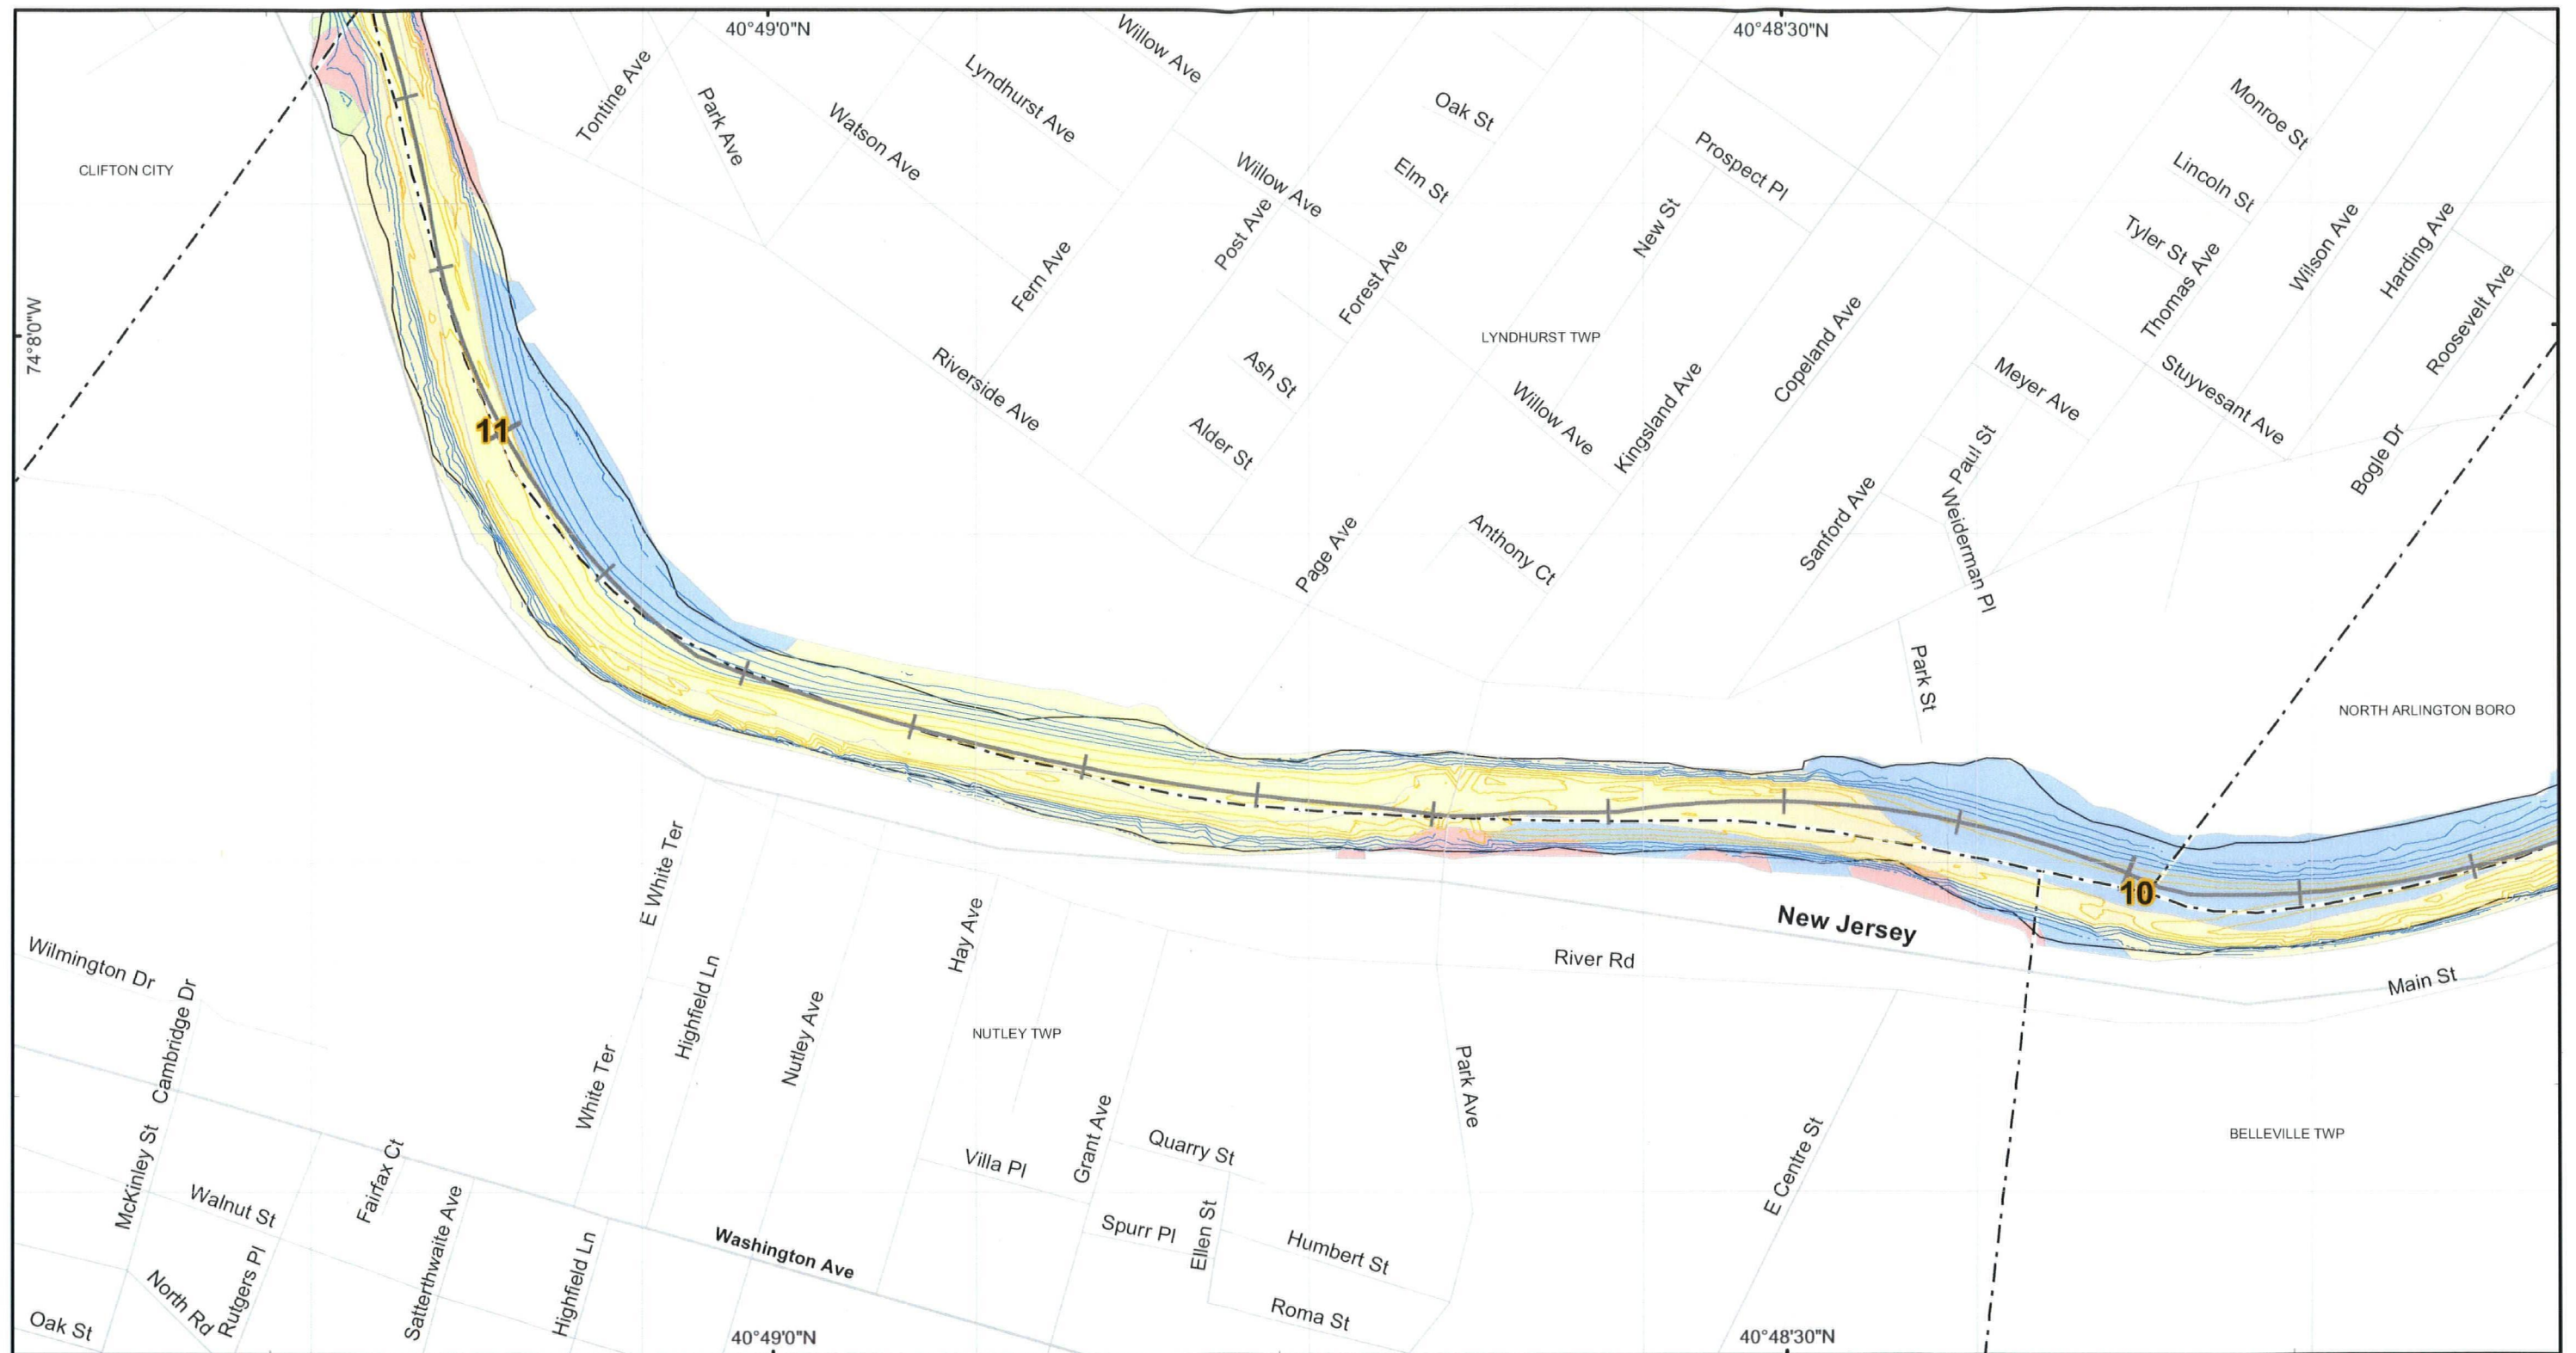 40°49'0"N
40°48'30"N
Willow Ave
Tontine Ave
Park Ave
Lyndhurst Ave
Watson Ave
Oak St
Monroe St
Prospect Pl
CLIFTON CITY
Elm St
Willow Ave
Lincoln St
Post Ave
New St
Tyler St
Thomas Ave
Wilson Ave
Harding Ave
Fern Ave
Forest Ave
Roosevelt Ave
74°8'0"W
LYNDHURST TWP
Copeland Ave
Riverside Ave
Ash St
Meyer Ave
Stuyvesant Ave
Willow Ave
Kingsland Ave
11
Alder St
Paul St
Bogle Dr
Page Ave
Anthony Ct
Sanford Ave
Weiderman Pl
Park St
NORTH ARLINGTON BORO
E White Ter
10
New Jersey
Hay Ave
River Rd
Wilmington Dr
Main St
Cambridge Dr
Highfield Ln
Nutley Ave
NUTLEY TWP
White Ter
Park Ave
BELLEVILLE TWP
McKinley St
Fairfax Ct
Grant Ave
Quarry St
Villa Pl
E Centre St
Walnut St
Satterthwaite Ave
Spurr Pl
Ellen St
Humbert St
Washington Ave
Highfield Ln
Rutgers Pl
North Rd
Roma St
Oak St
40°49'0"N
40°48'30"N